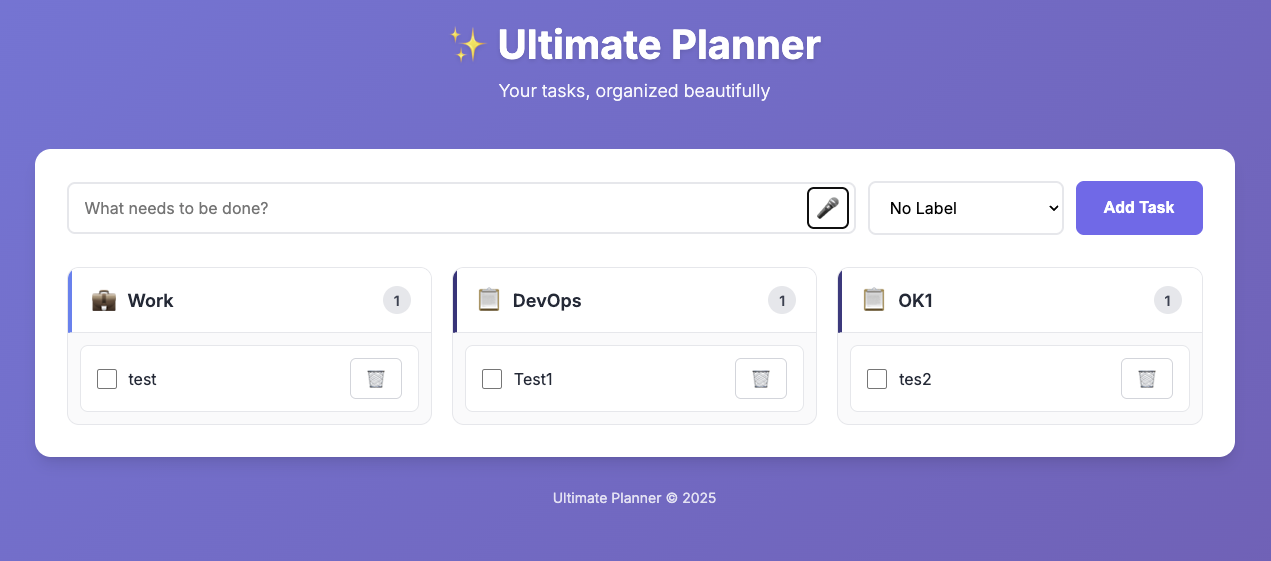 ✨ Ultimate Planner
Your tasks, organized beautifully
What needs to be done?
No Label
Add Task
Work 1
DevOps 1
OK1 1
test
Test1
tes2
Ultimate Planner © 2025